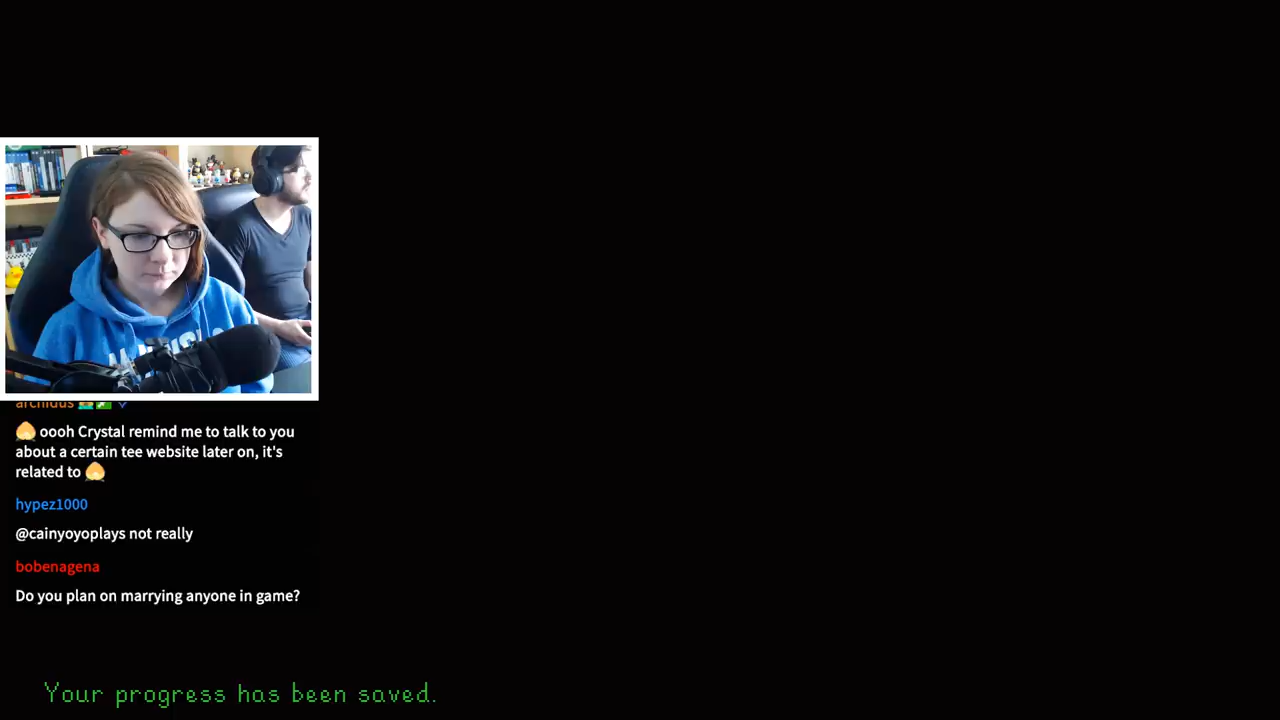 archidus
oooh Crystal remind me to talk to you
about a certain tee website later on, it's
related to
hypez1000
@cainyoyoplays not really
bobenagena
Do you plan on marrying anyone in game?
Your progress has been saved.